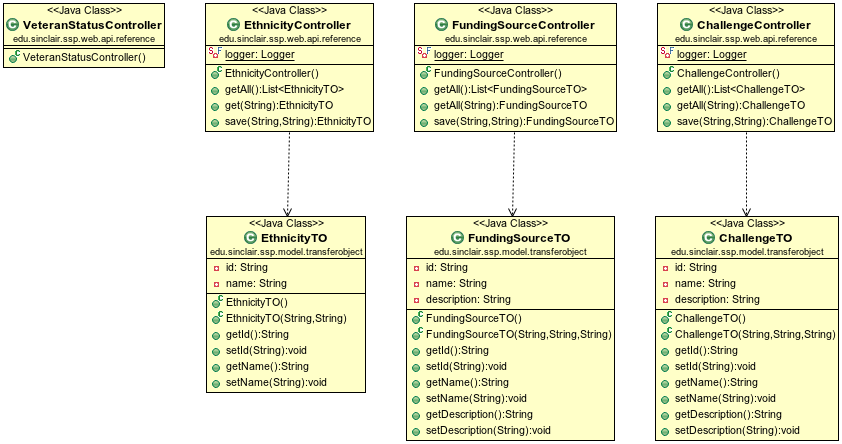 <<Java Class>>
VeteranStatusController
edu.sinclair.ssp.web.api.reference
VeteranStatusController()
<<Java Class>>
EthnicityController
edu.sinclair.ssp.web.api.reference
logger: Logger
EthnicityController()
getAll():List<EthnicityTO>
get(String):EthnicityTO
save(String,String):EthnicityTO
<<Java Class>>
FundingSourceController
edu.sinclair.ssp.web.api.reference
logger: Logger
FundingSourceController()
getAll():List<FundingSourceTO>
getAll(String):FundingSourceTO
save(String,String):FundingSourceTO
<<Java Class>>
ChallengeController
edu.sinclair.ssp.web.api.reference
logger: Logger
ChallengeController()
getAll():List<ChallengeTO>
getAll(String):ChallengeTO
save(String,String):ChallengeTO
<<Java Class>>
EthnicityTO
edu.sinclair.ssp.model.transferobject
id: String
name: String
EthnicityTO()
EthnicityTO(String,String)
getId():String
setId(String):void
getName():String
setName(String):void
<<Java Class>>
FundingSourceTO
edu.sinclair.ssp.model.transferobject
id: String
name: String
description: String
FundingSourceTO()
FundingSourceTO(String,String,String)
getId():String
setId(String):void
getName():String
setName(String):void
getDescription():String
setDescription(String):void
<<Java Class>>
ChallengeTO
edu.sinclair.ssp.model.transferobject
id: String
name: String
description: String
ChallengeTO()
ChallengeTO(String,String,String)
getId():String
setId(String):void
getName():String
setName(String):void
getDescription():String
setDescription(String):void